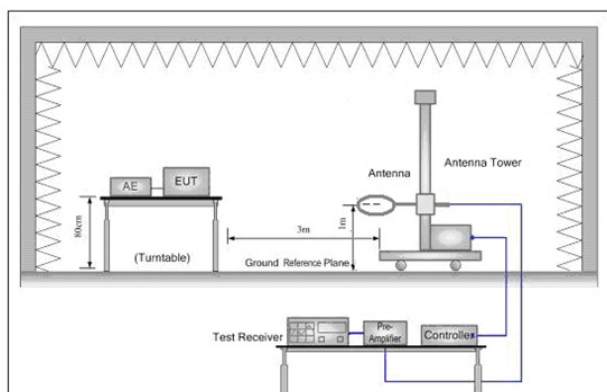 AE
EUT
80cm
(Turntable)
3m
Antenna
Antenna Tower
1m
Ground Reference Plane
Test Receiver
Pre-
Amplifier
Controller